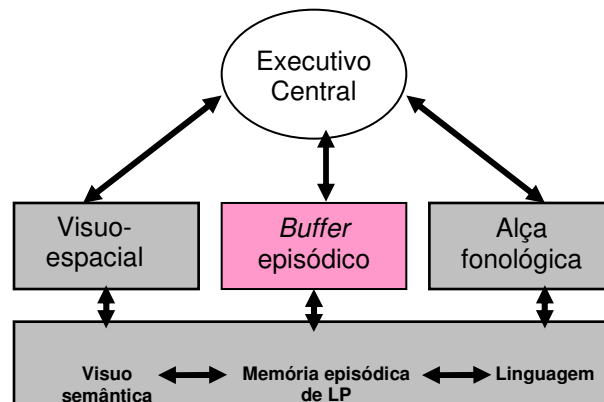 Executivo
Central
Visuo-
espacial
Buffer
episódico
Alça
fonológica
Visuo
semântica
Memória episódica
de LP
Linguagem